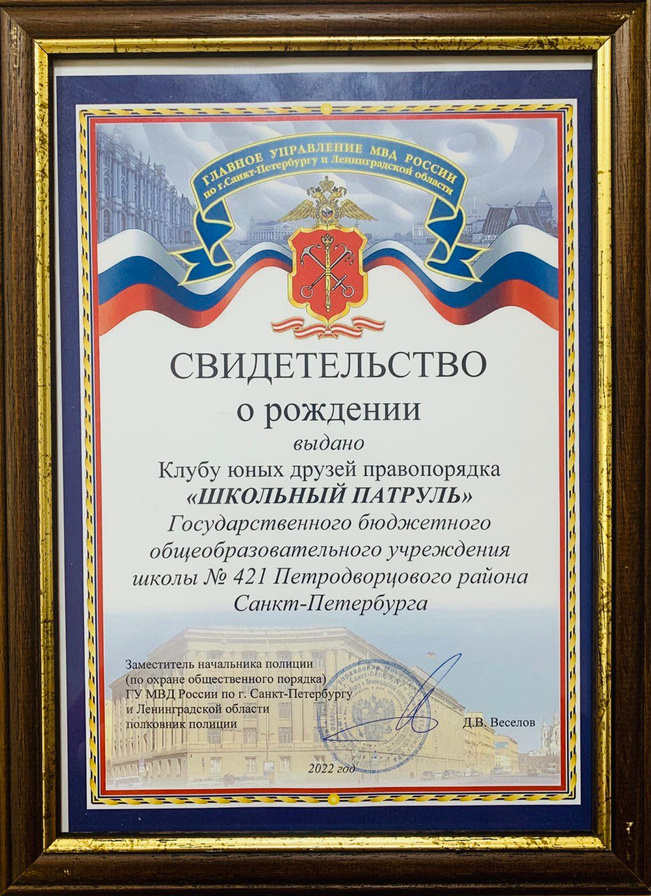 ГЛАВНОЕ УПРАВЛЕНИЕ МВД РОССИИ
по г.Санкт-Петербургу и Ленинградской области
СВИДЕТЕЛЬСТВО
о рождении
выдано
Клубу юных друзей правопорядка
«ШКОЛЬНЫЙ ПАТРУЛЬ»
Государственного бюджетного
общеобразовательного учреждения
школы № 421 Петродворцового района
Санкт-Петербурга
Заместитель начальника полиции
(по охране общественного порядка)
ГУ МВД России по г. Санкт-Петербургу
и Ленинградской области
полковник полиции
Д.В. Веселов
2022 год